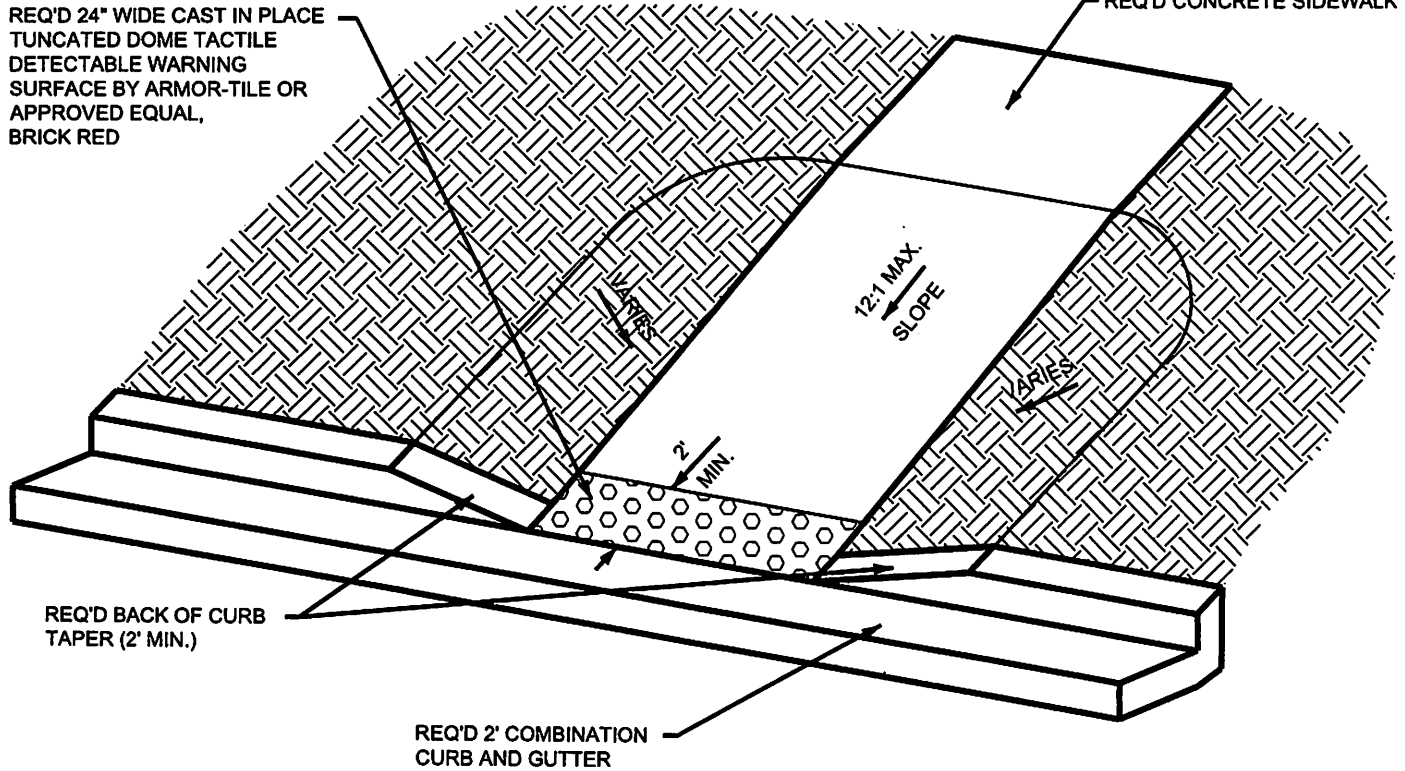 REQ'D 24" WIDE CAST IN PLACE
TUNCATED DOME TACTILE
DETECTABLE WARNING
SURFACE BY ARMOR-TILE OR
APPROVED EQUAL,
BRICK RED
REQ'D CONCRETE SIDEWALK
VARIES
12:1 MAX.
SLOPE
VARIES
2'
MIN.
REQ'D BACK OF CURB
TAPER (2' MIN.)
REQ'D 2' COMBINATION
CURB AND GUTTER